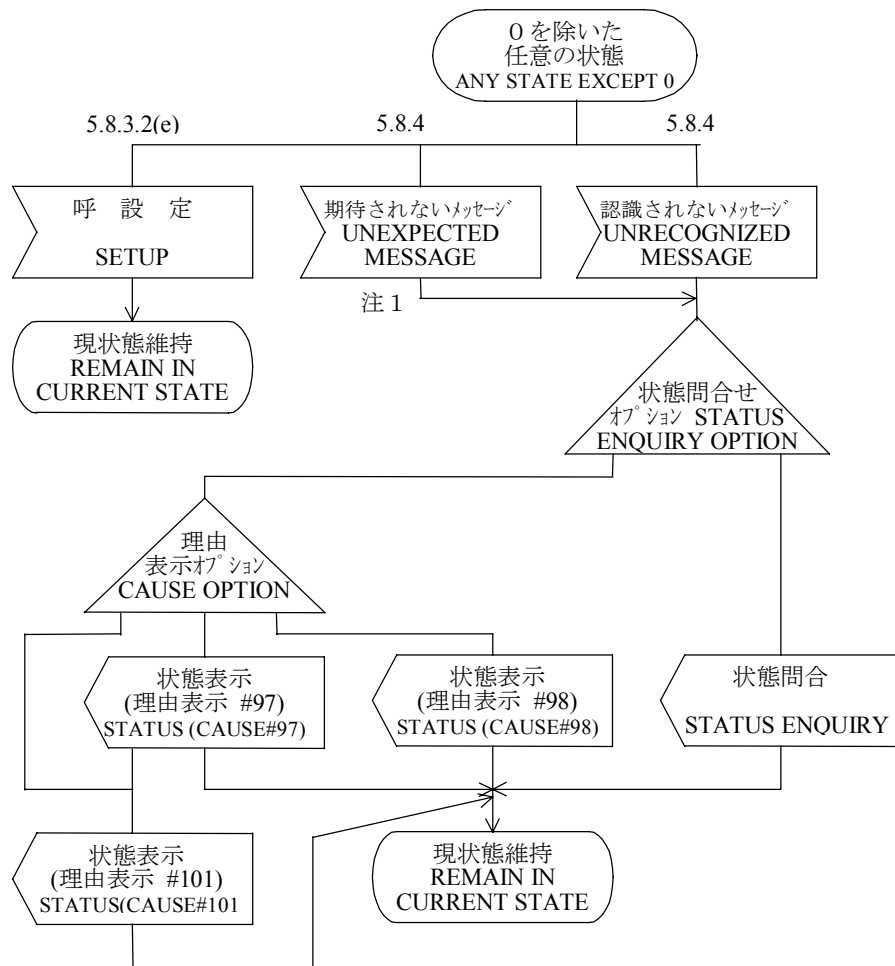 0を除いた
任意の状態
ANY STATE EXCEPT 0
5.8.3.2(e)
5.8.4
5.8.4
呼 設 定
SETUP
期待されないメッセージ
UNEXPECTED
MESSAGE
認識されないメッセージ
UNRECOGNIZED
MESSAGE
注1
現状態維持
REMAIN IN
CURRENT STATE
状態問合せ
オプション STATUS
ENQUIRY OPTION
理由
表示オプション
CAUSE OPTION
状態表示
(理由表示 #97)
STATUS (CAUSE#97)
状態表示
(理由表示 #98)
STATUS (CAUSE#98)
状態問合
STATUS ENQUIRY
状態表示
(理由表示 #101)
STATUS(CAUSE#101
現状態維持
REMAIN IN
CURRENT STATE